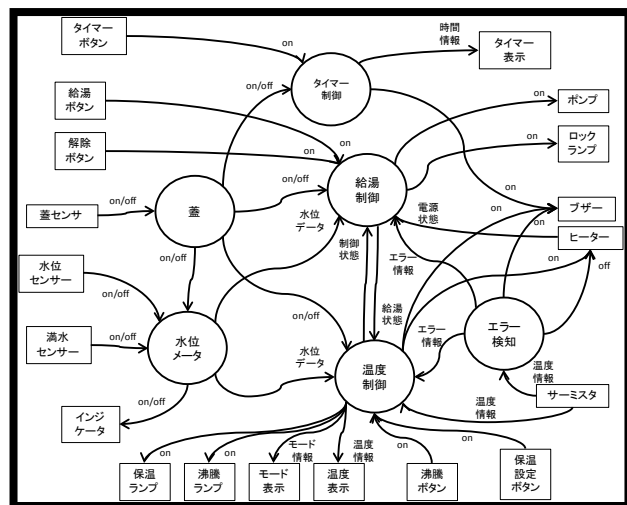 タイマー
ボタン
on
時間
情報
タイマー
表示
タイマー
制御
on/off
給湯
ボタン
on
on
ポンプ
解除
ボタン
on
on
on
ロック
ランプ
給湯
制御
on/off
蓋センサ
on/off
蓋
水位
データ
制御
状態
電源
状態
on
on
on
ブザー
ヒーター
on/off
エラー
情報
on
off
水位
センサー
on/off
on/off
給湯
状態
エラー
検知
満水
センサー
on/off
水位
メータ
水位
データ
温度
制御
エラー
情報
温度
情報
温度
情報
サーミスタ
インジ
ケータ
on/off
on
on
モード
情報
温度
情報
on
on
保温
ランプ
沸騰
ランプ
モード
表示
温度
表示
沸騰
ボタン
保温
設定
ボタン